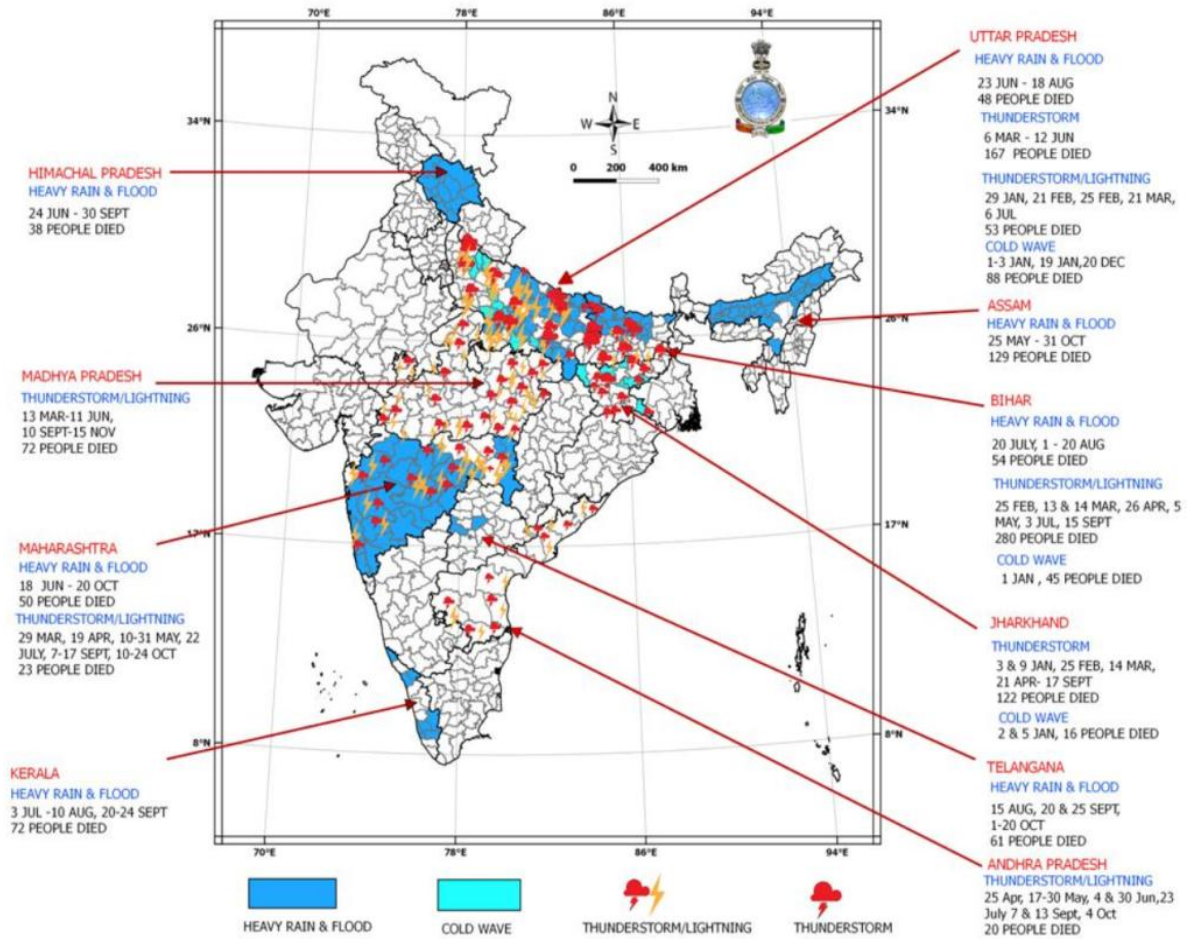 70°E 78°E 86°E 94°E
34°N
26°N
17°N
8°N
34°N
26°N
17°N
8°N
70°E 78°E 86°E 94°E
N
W E
S
0 200 400 km
HIMACHAL PRADESH
HEAVY RAIN & FLOOD
24 JUN - 30 SEPT
38 PEOPLE DIED
MADHYA PRADESH
THUNDERSTORM/LIGHTNING
13 MAR-11 JUN,
10 SEPT-15 NOV
72 PEOPLE DIED
MAHARASHTRA
HEAVY RAIN & FLOOD
18 JUN - 20 OCT
50 PEOPLE DIED
THUNDERSTORM/LIGHTNING
29 MAR, 19 APR, 10-31 MAY, 22
JULY, 7-17 SEPT, 10-24 OCT
23 PEOPLE DIED
KERALA
HEAVY RAIN & FLOOD
3 JUL -10 AUG, 20-24 SEPT
72 PEOPLE DIED
UTTAR PRADESH
HEAVY RAIN & FLOOD
23 JUN - 18 AUG
48 PEOPLE DIED
THUNDERSTORM
6 MAR - 12 JUN
167 PEOPLE DIED
THUNDERSTORM/LIGHTNING
29 JAN, 21 FEB, 25 FEB, 21 MAR,
6 JUL
53 PEOPLE DIED
COLD WAVE
1-3 JAN, 19 JAN,20 DEC
88 PEOPLE DIED
ASSAM
HEAVY RAIN & FLOOD
25 MAY - 31 OCT
129 PEOPLE DIED
BIHAR
HEAVY RAIN & FLOOD
20 JULY, 1 - 20 AUG
54 PEOPLE DIED
THUNDERSTORM/LIGHTNING
25 FEB, 13 & 14 MAR, 26 APR, 5
MAY, 3 JUL, 15 SEPT
280 PEOPLE DIED
COLD WAVE
1 JAN , 45 PEOPLE DIED
JHARKHAND
THUNDERSTORM
3 & 9 JAN, 25 FEB, 14 MAR,
21 APR- 17 SEPT
122 PEOPLE DIED
COLD WAVE
2 & 5 JAN, 16 PEOPLE DIED
TELANGANA
HEAVY RAIN & FLOOD
15 AUG, 20 & 25 SEPT,
1-20 OCT
61 PEOPLE DIED
ANDHRA PRADESH
THUNDERSTORM/LIGHTNING
25 Apr, 17-30 May, 4 & 30 Jun,23
July 7 & 13 Sept, 4 Oct
20 PEOPLE DIED
HEAVY RAIN & FLOOD
COLD WAVE
THUNDERSTORM/LIGHTNING
THUNDERSTORM